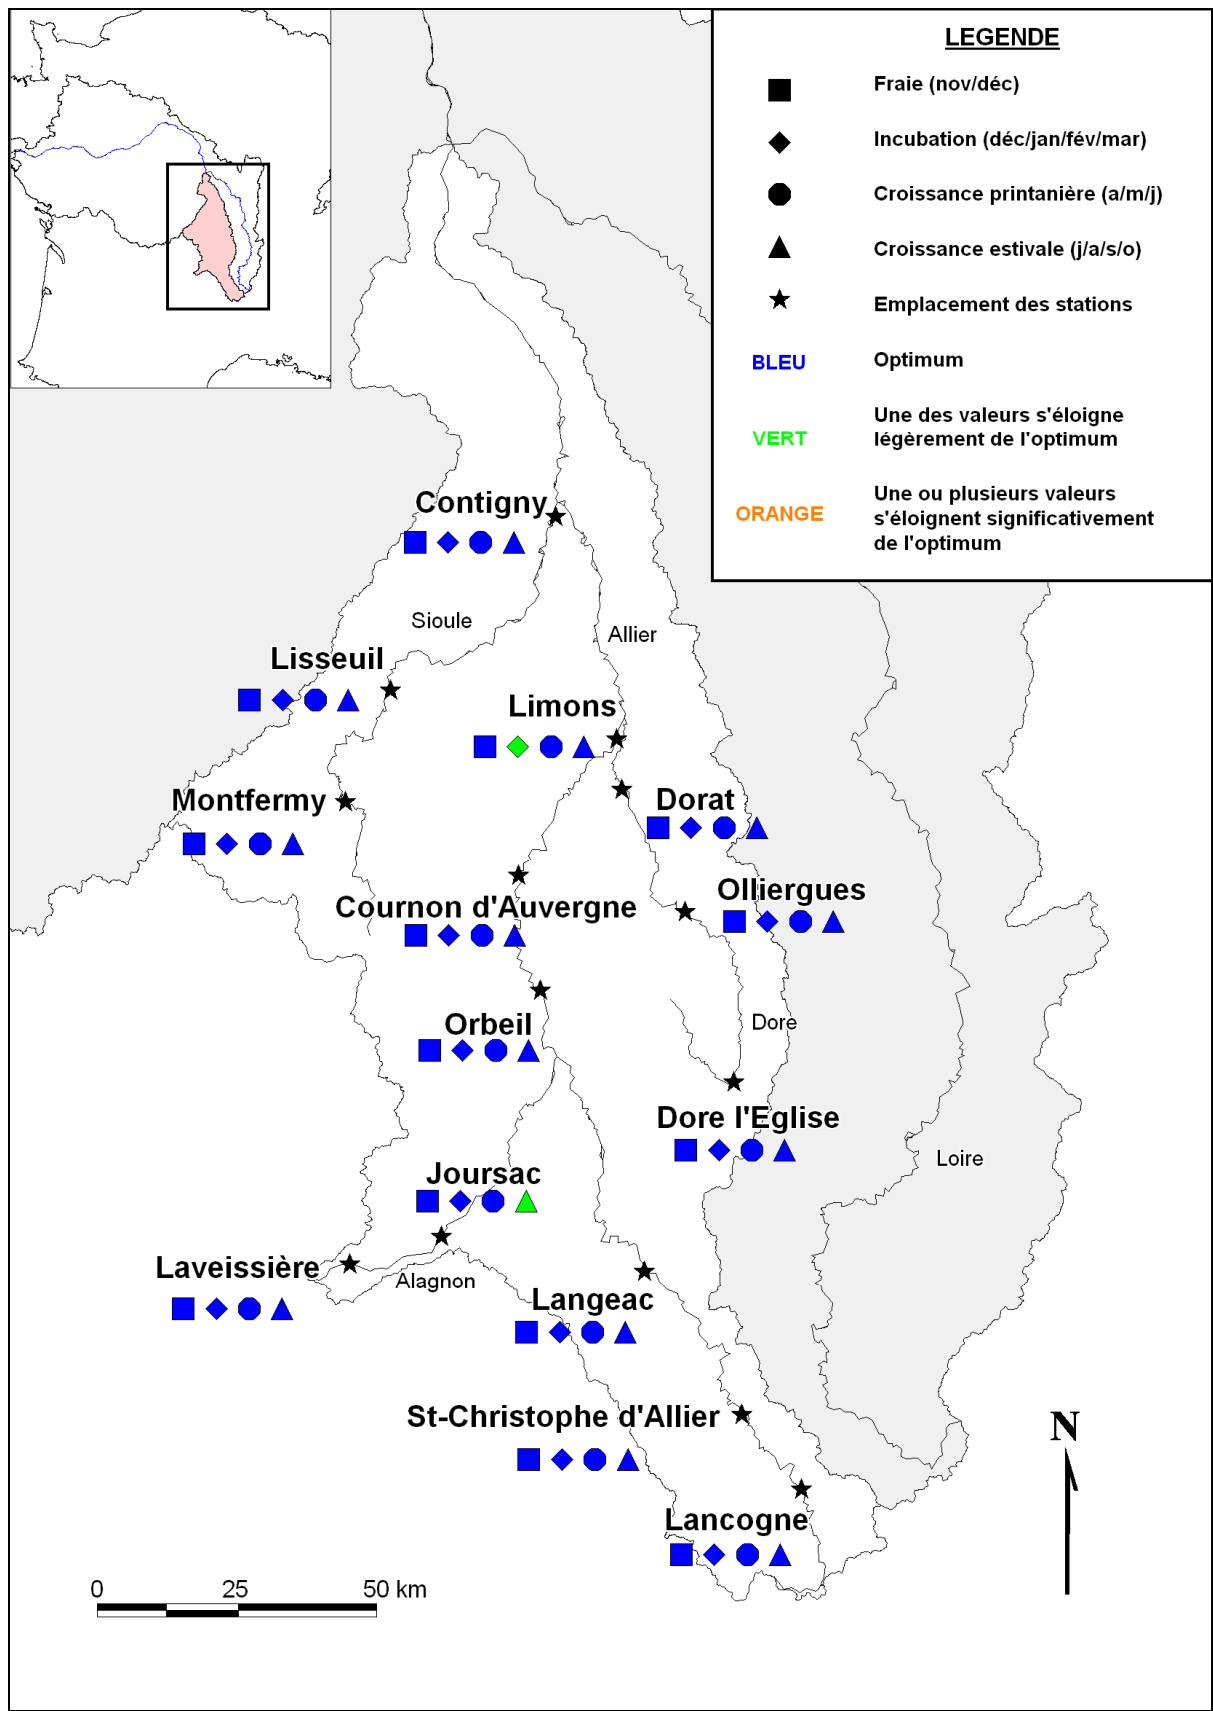 LEGENDE
Fraie (nov/déc)
Incubation (déc/jan/fév/mar)
Croissance printanière (a/m/j)
Croissance estivale (j/a/s/o)
Emplacement des stations
BLEU
Optimum
VERT
Une des valeurs s'éloigne
légèrement de l'optimum
ORANGE
Une ou plusieurs valeurs
s'éloignent significativement
de l'optimum
Contigny
Sioule
Allier
Lisseuil
Limons
Montfermy
Dorat
Olliergues
Cournon d'Auvergne
Orbeil
Dore
Dore l'Eglise
Loire
Joursac
Laveissière
Alagnon
Langeac
St-Christophe d'Allier
N
Lancogne
0 25 50 km